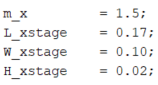 m_x      = 1.5;
L_xstage = 0.17;
W_xstage = 0.10;
H_xstage = 0.02;